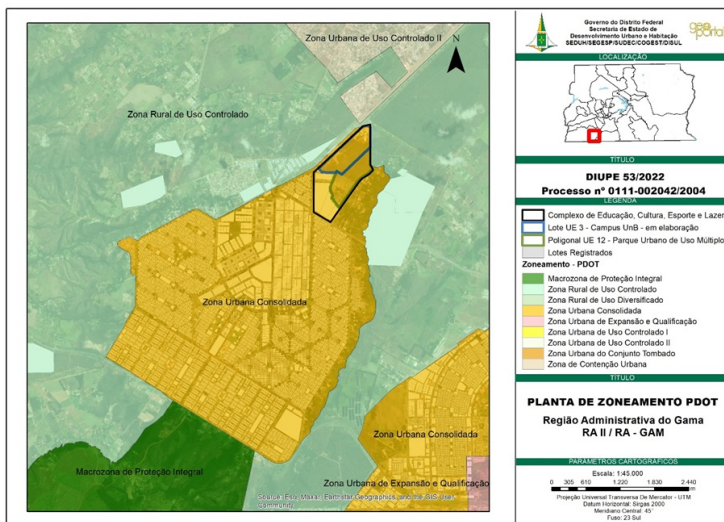 Zona Urbana de Uso Controlado II
N
Zona Rural de Uso Controlado
Zona Urbana Consolidada
Zona Urbana Consolidada
Macrozona de Proteção Integral
Zona Urbana de Expansão e Qualificação
Source: Esri, Maxar, Earthstar Geographics, and the GIS User
Community
Governo do Distrito Federal
Secretaria de Estado de
Desenvolvimento Urbano e Habitação
SEDUH/SEGESP/SUDEC/COGEST/DISUL
geo
portal
LOCALIZAÇÃO
TÍTULO
DIUPE 53/2022
Processo nº 0111-002042/2004
LEGENDA
Complexo de Educação, Cultura, Esporte e Lazer
Lote UE 3 - Campus UnB - em elaboração
Poligonal UE 12 - Parque Urbano de Uso Múltiplo
Lotes Registrados
Zoneamento - PDOT
Macrozona de Proteção Integral
Zona Rural de Uso Controlado
Zona Rural de Uso Diversificado
Zona Urbana Consolidada
Zona Urbana de Expansão e Qualificação
Zona Urbana de Uso Controlado I
Zona Urbana de Uso Controlado II
Zona Urbana do Conjunto Tombado
Zona de Contenção Urbana
TÍTULO
PLANTA DE ZONEAMENTO PDOT
Região Administrativa do Gama
RA II / RA - GAM
PARÂMETROS CARTOGRÁFICOS
Escala: 1:45.000
0 305 610 1.220 1.830 2.440
m
Projeção Universal Transversa De Mercator - UTM
Datum Horizontal: Sirgas 2000
Meridiano Central: 45°
Fuso: 23 Sul